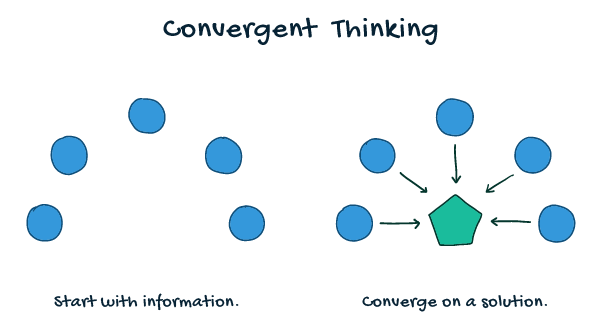 Convergent Thinking
Start with information.
Converge on a solution.